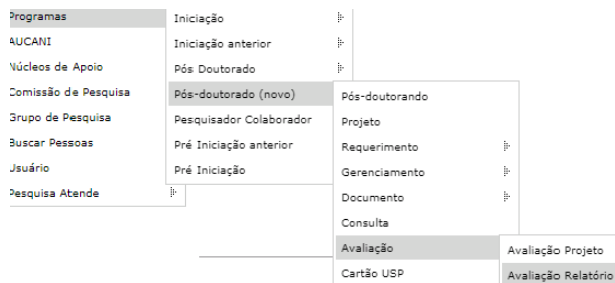 Programas
AUCANI
Núcleos de Apoio
Comissão de Pesquisa
Grupo de Pesquisa
Buscar Pessoas
Usuário
Pesquisa Atende
Iniciação
Iniciação anterior
Pós Doutorado
Pós-doutorado (novo)
Pesquisador Colaborador
Pré Iniciação anterior
Pré Iniciação
Pós-doutorando
Projeto
Requerimento
Gerenciamento
Documento
Consulta
Avaliação
Cartão USP
Avaliação Projeto
Avaliação Relatório